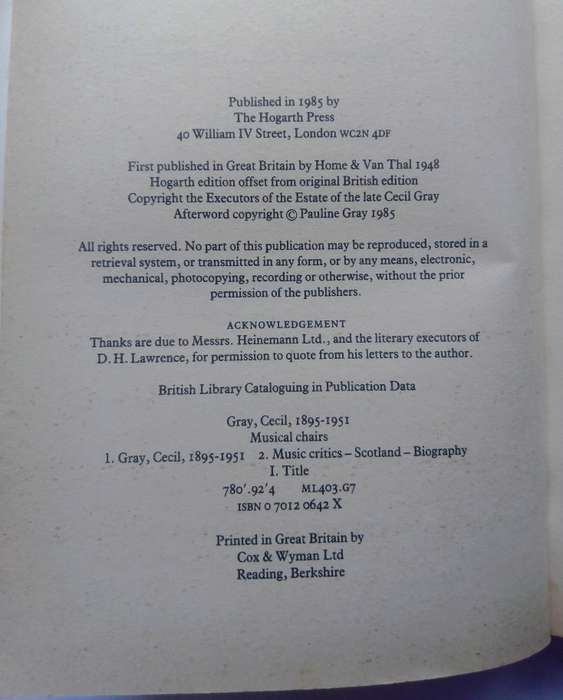 Published in 1985 by
The Hogarth Press
40 William IV Street, London WC2N 4DF
First published in Great Britain by Home & Van Thal 1948
Hogarth edition offset from original British edition
Copyright the Executors of the Estate of the late Cecil Gray
Afterword copyright © Pauline Gray 1985
All rights reserved. No part of this publication may be reproduced, stored in a
retrieval system, or transmitted in any form, or by any means, electronic,
mechanical, photocopying, recording or otherwise, without the prior
permission of the publishers.
ACKNOWLEDGEMENT
Thanks are due to Messrs. Heinemann Ltd., and the literary executors of
D. H. Lawrence, for permission to quote from his letters to the author.
British Library Cataloguing in Publication Data
Gray, Cecil, 1895-1951
Musical chairs
1. Gray, Cecil, 1895-1951 2. Music critics – Scotland – Biography
I. Title
780'.92'4 ML403.G7
ISBN 0 7012 0642 X
Printed in Great Britain by
Cox & Wyman Ltd
Reading, Berkshire